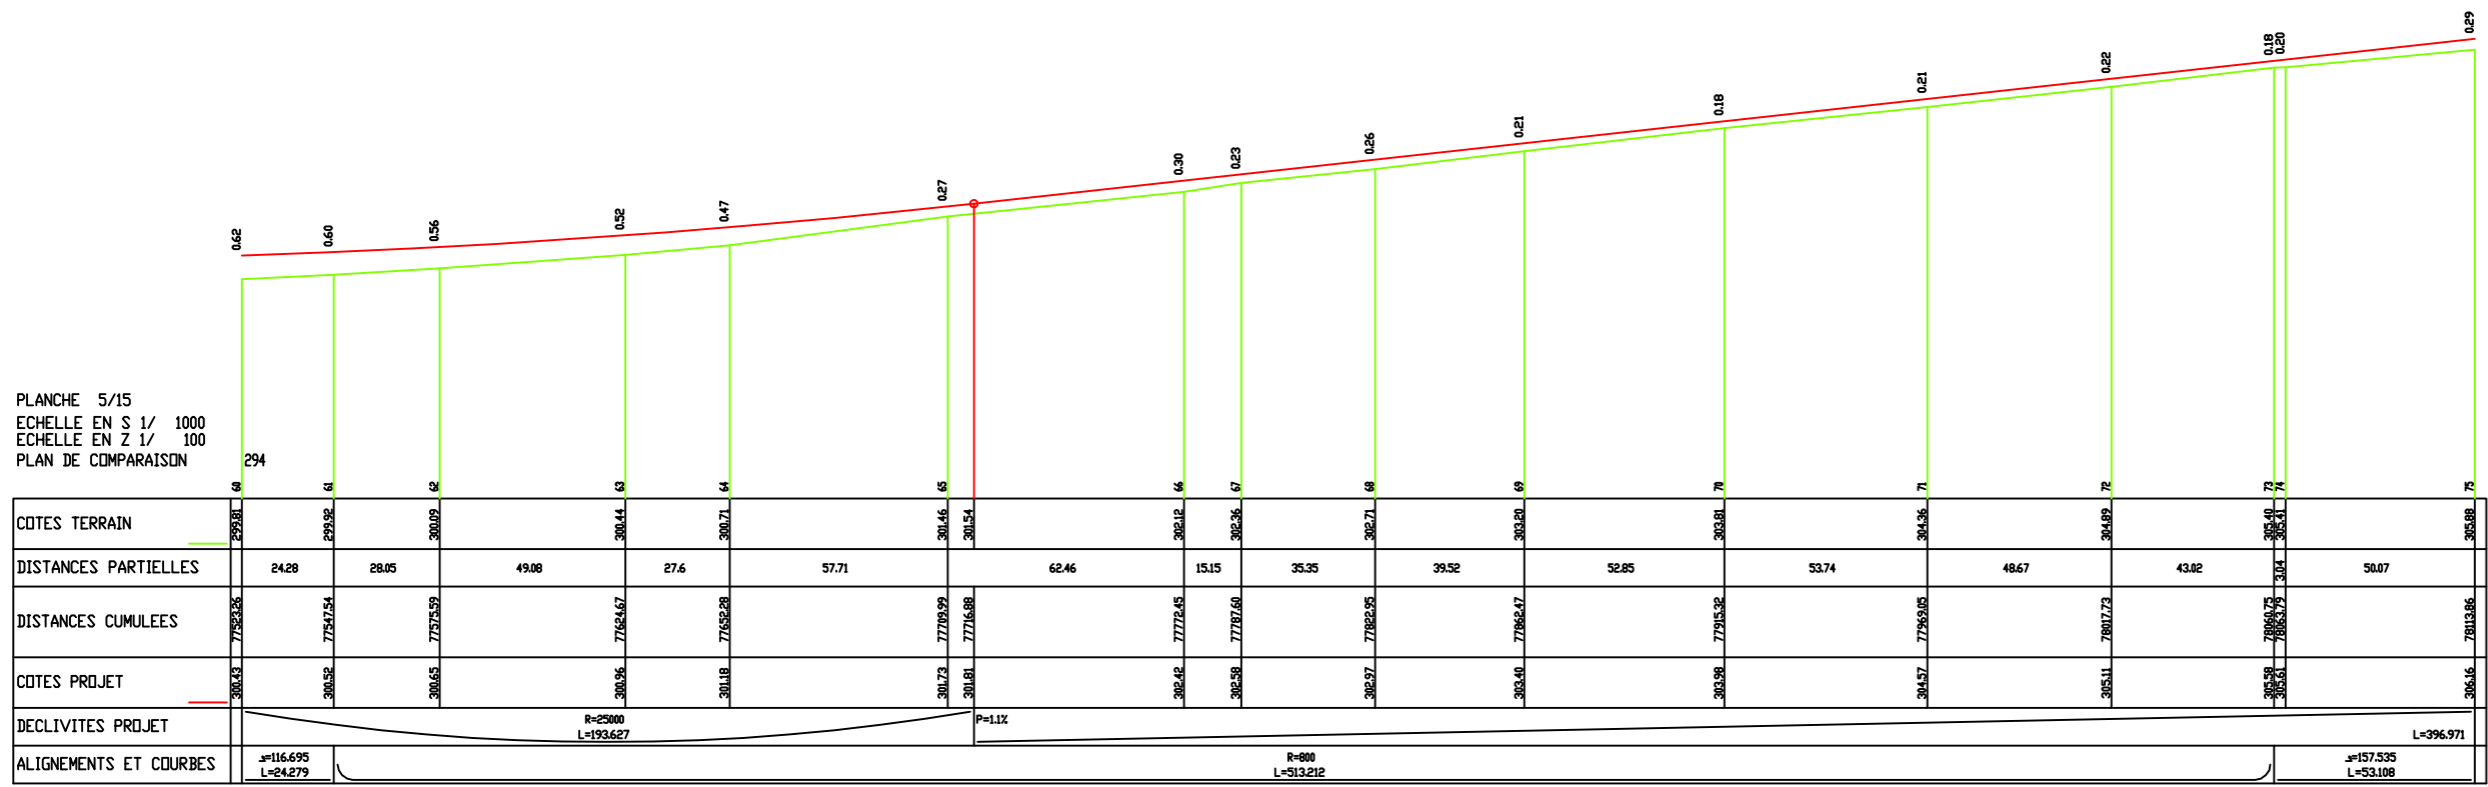 0.62 0.60 0.56 0.52 0.47 0.27 0.30 0.23 0.26 0.21 0.18 0.21 0.22 0.18 0.20 0.29
PLANCHE 5/15
ECHELLE EN S 1/ 1000
ECHELLE EN Z 1/ 100
PLAN DE COMPARAISON 294
60 61 62 63 64 65 66 67 68 69 70 71 72 73 74 75
COTES TERRAIN 299.81 299.92 300.09 300.44 300.71 301.46 301.54 302.12 302.36 302.71 303.20 303.81 304.36 304.89 305.40 305.41 305.88
DISTANCES PARTIELLES 24.28 28.05 49.08 27.6 57.71 62.46 15.15 35.35 39.52 52.85 53.74 48.67 43.02 3.04 50.07
DISTANCES CUMULEES 77523.26 77547.54 77575.59 77624.67 77652.28 77709.99 77716.88 77772.45 77787.60 77822.95 77862.47 77915.32 77969.05 78017.73 78060.75 78063.79 78113.86
COTES PROJET 300.43 300.52 300.65 300.96 301.18 301.73 301.81 302.42 302.58 302.97 303.40 303.98 304.57 305.11 305.58 305.61 306.16
DECLIVITES PROJET R=25000 P=1.1%
L=193.627 L=396.971
ALIGNEMENTS ET COURBES s=116.695 R=800 s=157.535
L=24.279 L=513.212 L=53.108